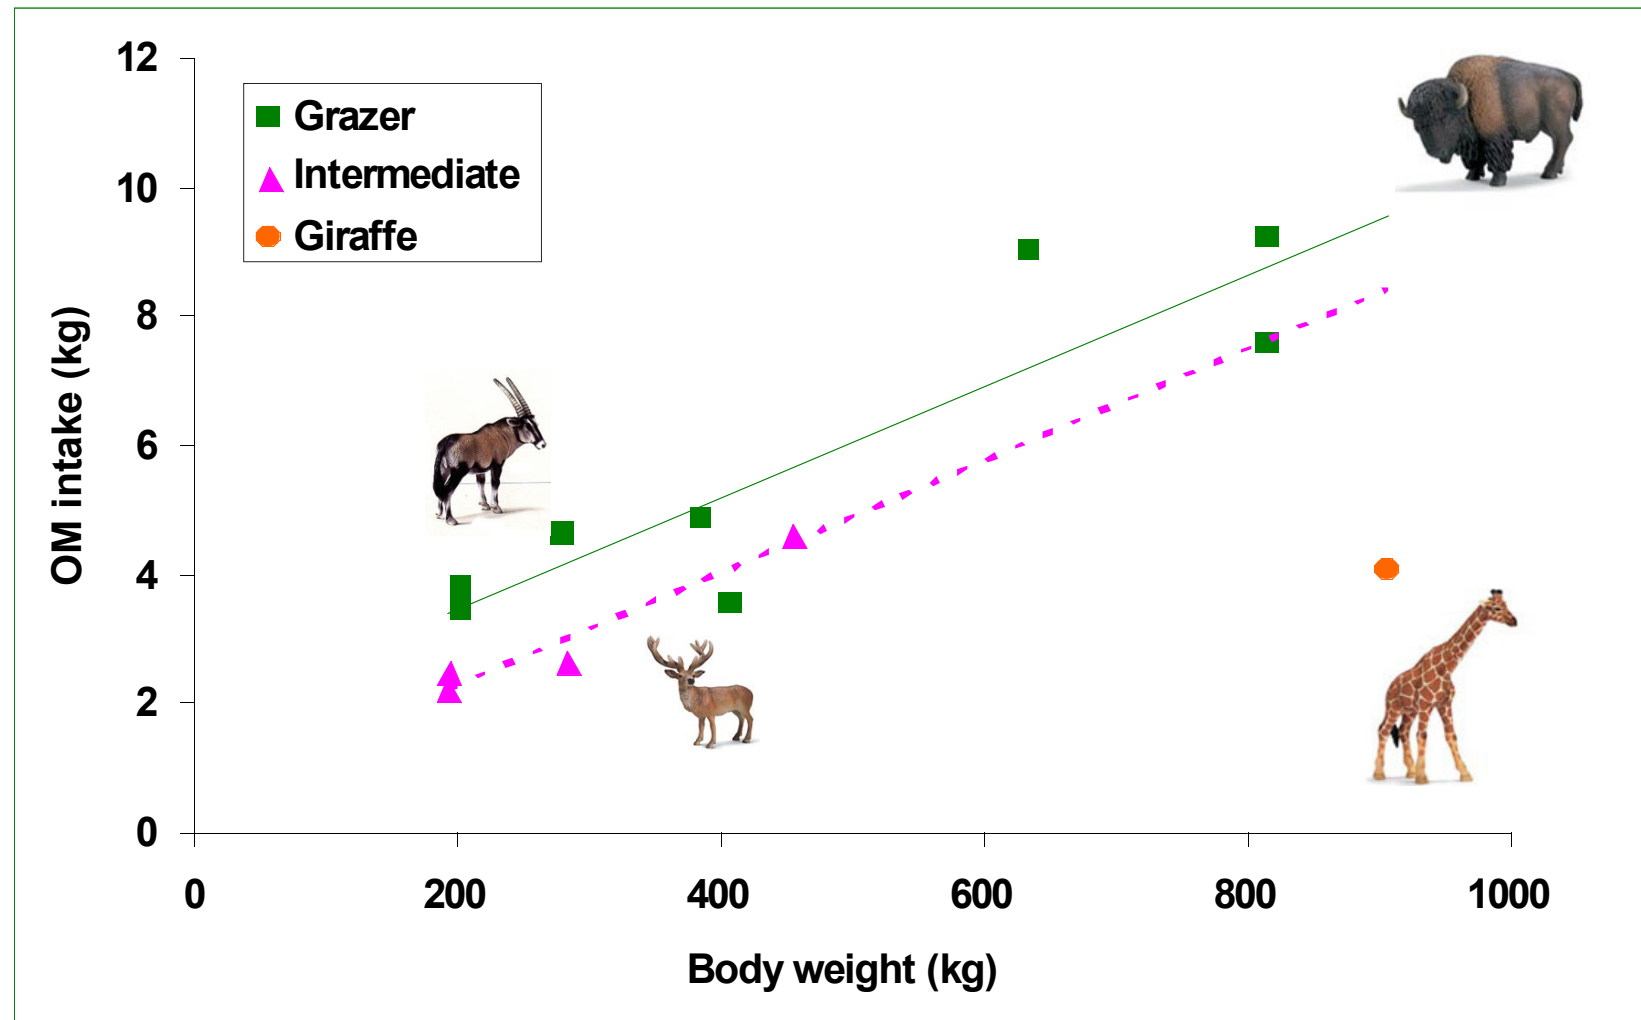 12
10
8
6
4
2
0
OM intake (kg)
Grazer
Intermediate
Giraffe
0 200 400 600 800 1000
Body weight (kg)